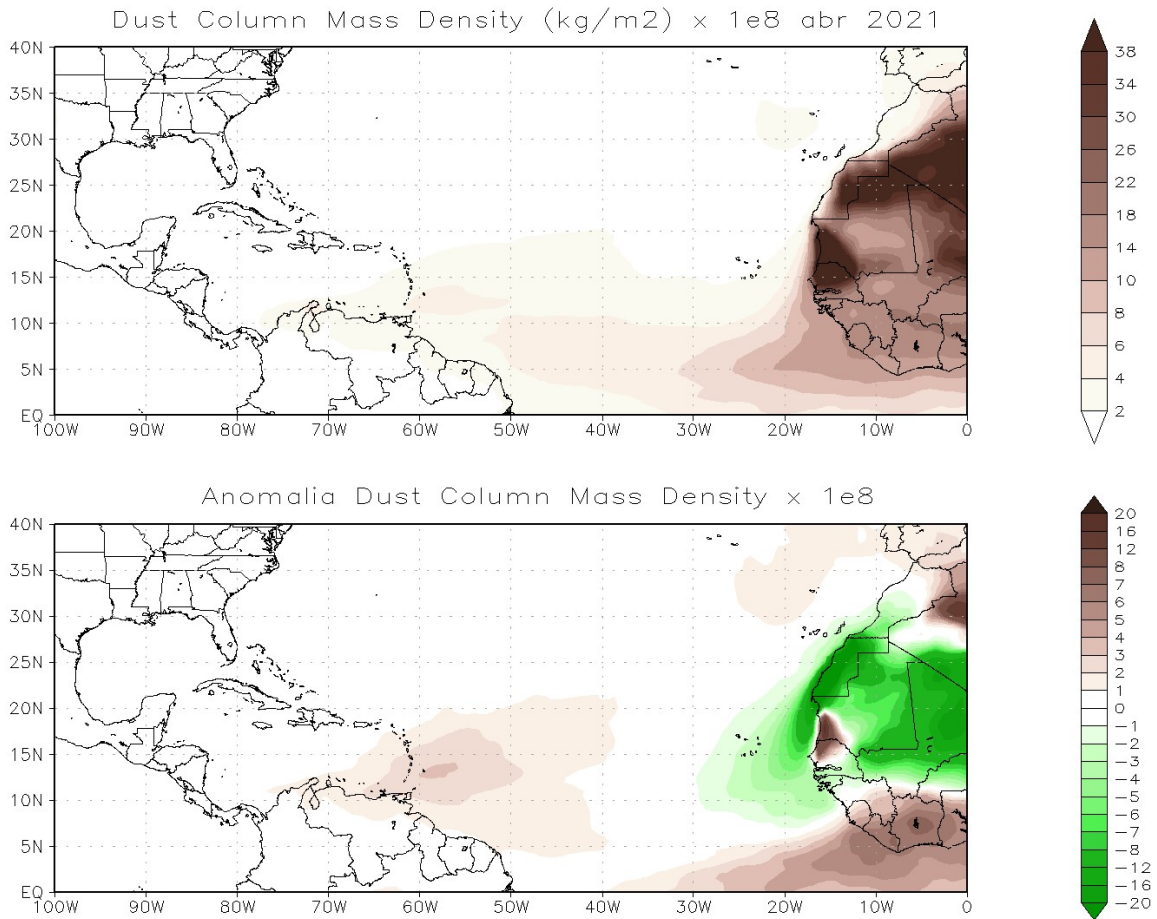 Dust Column Mass Density (kg/m2) x 1e8 abr 2021
40N
35N
30N
25N
20N
15N
10N
5N
EQ
100W 90W 80W 70W 60W 50W 40W 30W 20W 10W 0
38
34
30
26
22
18
14
10
8
6
4
2
Anomalia Dust Column Mass Density x 1e8
40N
35N
30N
25N
20N
15N
10N
5N
EQ
100W 90W 80W 70W 60W 50W 40W 30W 20W 10W 0
20
16
12
8
7
6
5
4
3
2
1
0
-1
-2
-3
-4
-5
-6
-7
-8
-12
-16
-20